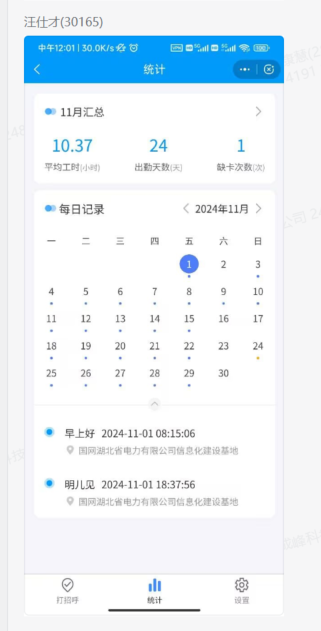 汪仕才(30165)
中午12:01 | 30.0K/s
统计
11月汇总
10.37 24 1
平均工时(小时) 出勤天数(天) 缺卡次数(次)
每日记录 2024年11月
一 二 三 四 五 六 日
1 2 3
4 5 6 7 8 9 10
11 12 13 14 15 16 17
18 19 20 21 22 23 24
25 26 27 28 29 30
早上好 2024-11-01 08:15:06
国网湖北省电力有限公司信息化建设基地
明儿见 2024-11-01 18:37:56
国网湖北省电力有限公司信息化建设基地
打招呼 统计 设置